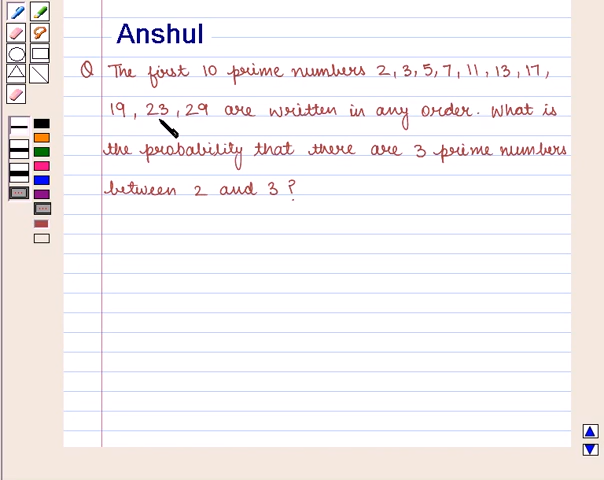 Anshul
Q The first 10 prime numbers 2, 3, 5, 7, 11, 13, 17,
19, 23, 29 are written in any order. What is
the probability that there are 3 prime numbers
between 2 and 3?